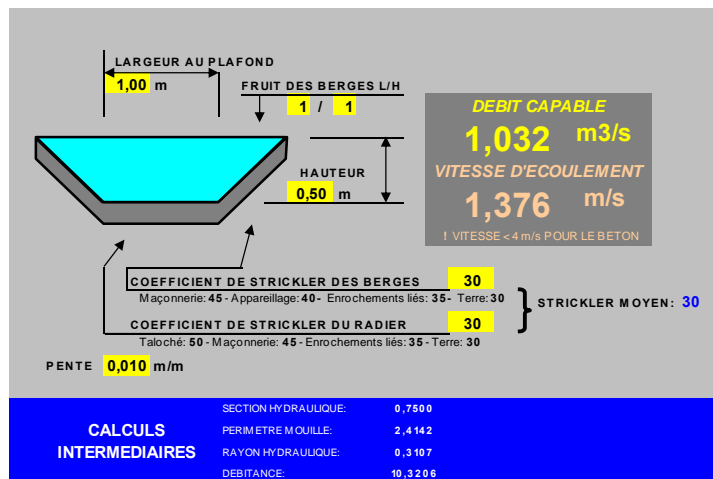 LARGEUR AU PLAFOND
1,00 m
FRUIT DES BERGES L/H
1 / 1
DEBIT CAPABLE
1,032 m3/s
VITESSE D'ECOULEMENT
1,376 m/s
! VITESSE < 4 m/s POUR LE BETON
HAUTEUR
0,50 m
COEFFICIENT DE STRICKLER DES BERGES 30
Maçonnerie: 45 - Appareillage: 40 - Enrochements liés: 35 - Terre: 30
STRICKLER MOYEN: 30
COEFFICIENT DE STRICKLER DU RADIER 30
Taloché: 50 - Maçonnerie: 45 - Enrochements liés: 35 - Terre: 30
PENTE 0,010 m/m
CALCULS INTERMEDIAIRES
SECTION HYDRAULIQUE: 0,7500
PERIMETRE MOUILLE: 2,4142
RAYON HYDRAULIQUE: 0,3107
DEBITANCE: 10,3206